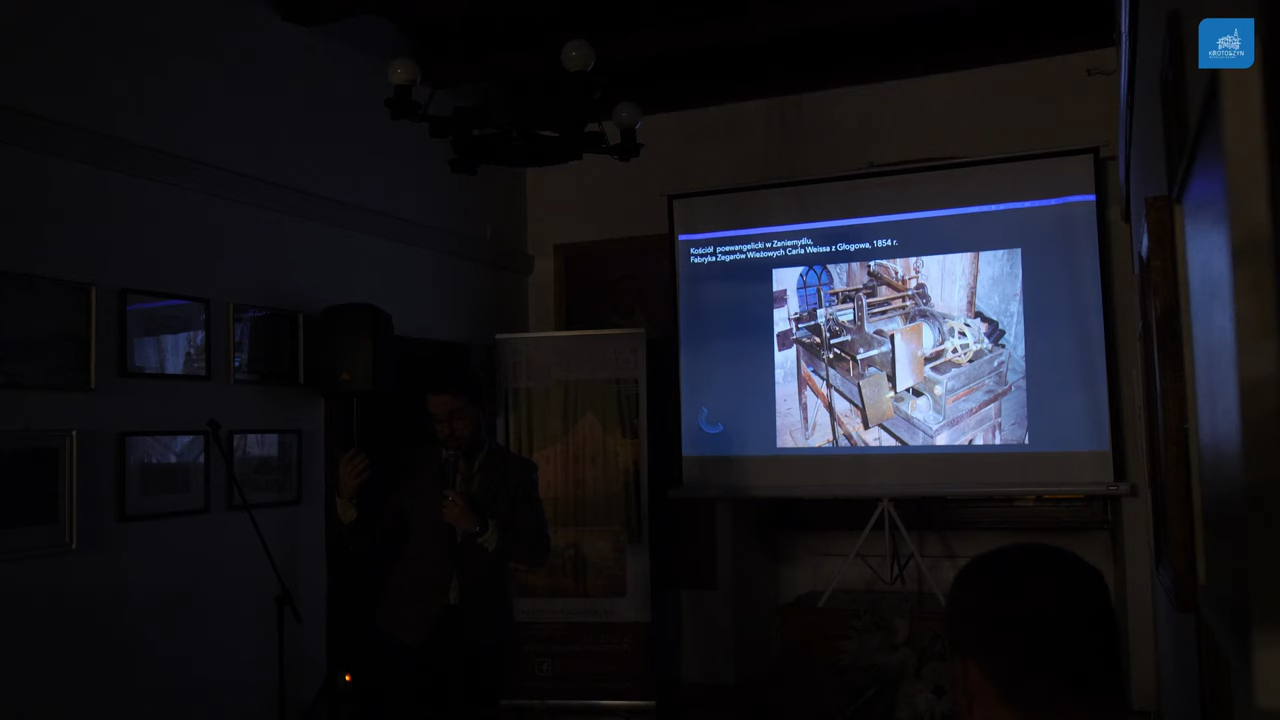 KROTOSZYN
Kościół poewangelicki w Zaniemyślu,
Fabryka Zegarów Wieżowych Carla Weissa z Głogowa, 1854 r.